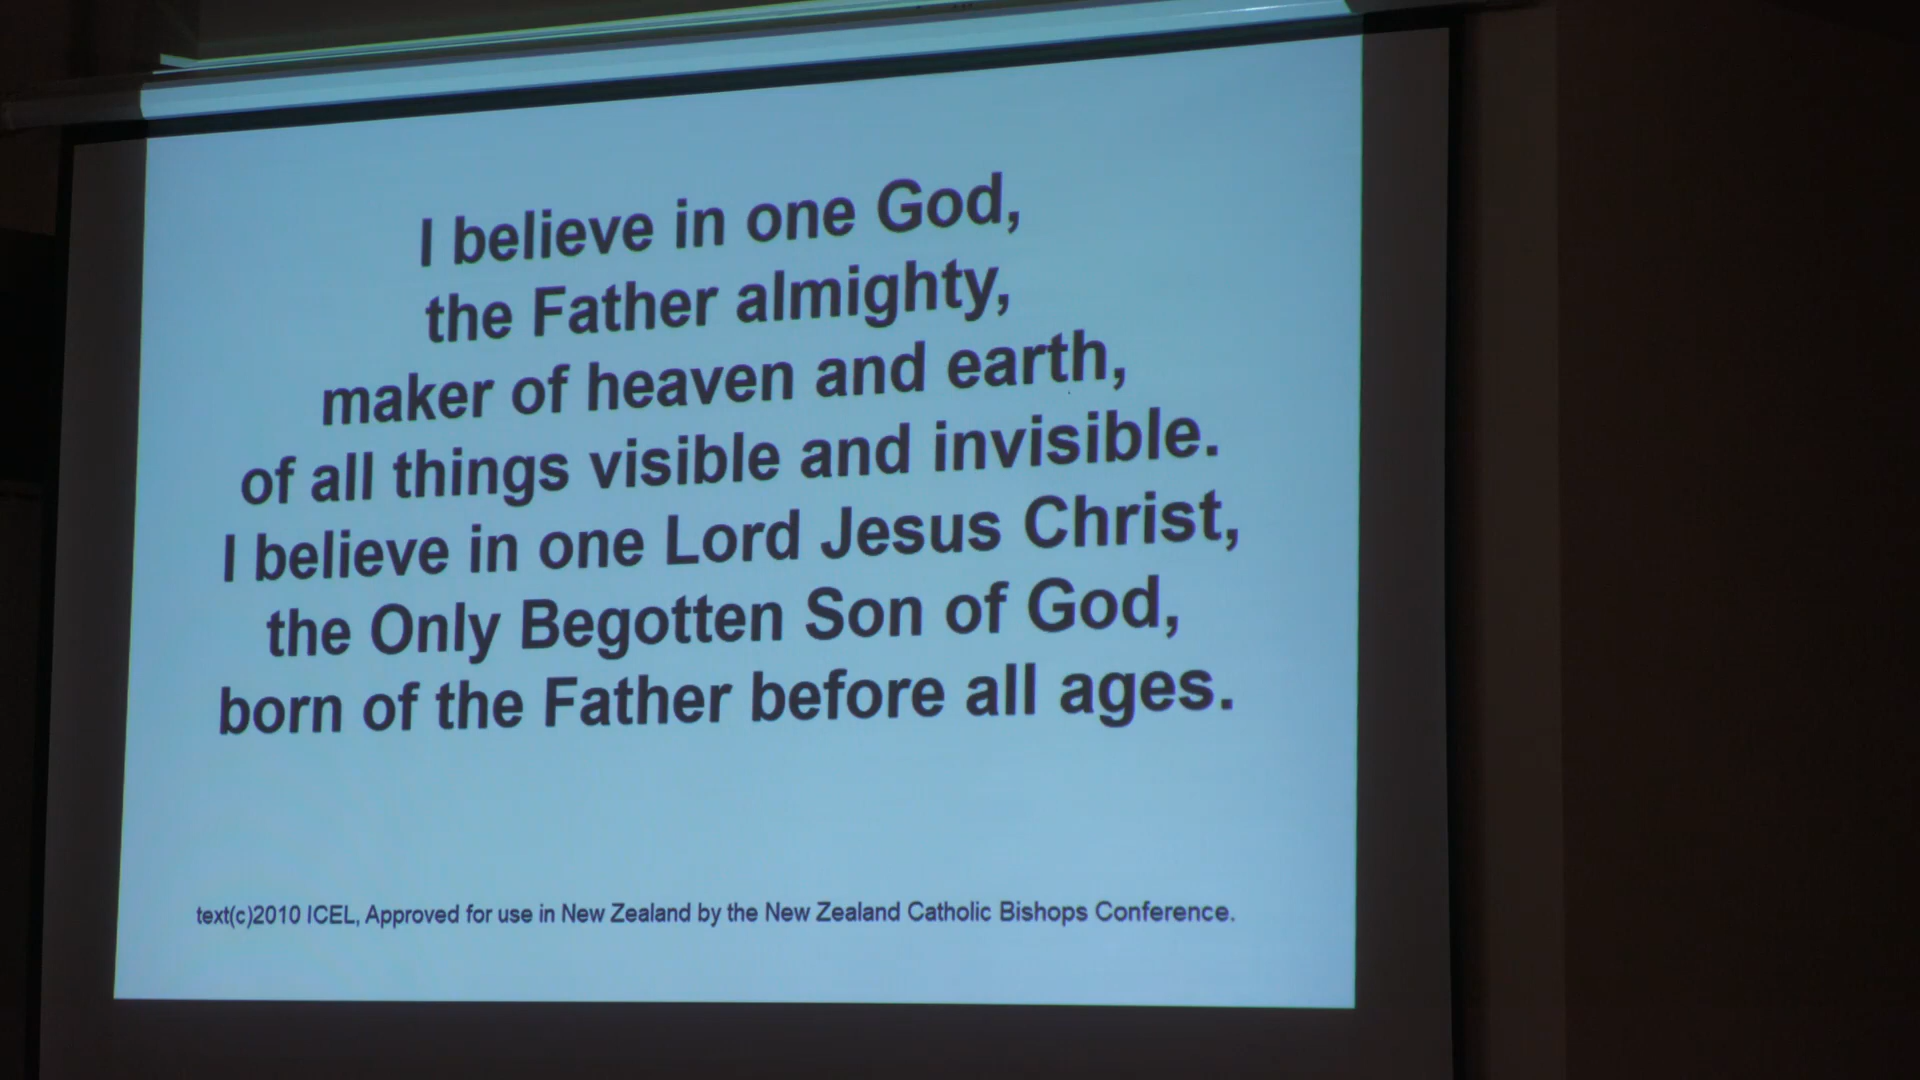 I believe in one God,
the Father almighty,
maker of heaven and earth,
of all things visible and invisible.
I believe in one Lord Jesus Christ,
the Only Begotten Son of God,
born of the Father before all ages.
text(c)2010 ICEL, Approved for use in New Zealand by the New Zealand Catholic Bishops Conference.